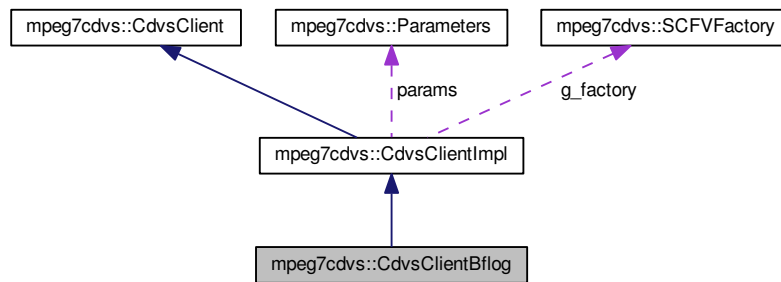 mpeg7cdvs::CdvsClient
mpeg7cdvs::Parameters
mpeg7cdvs::SCFVFactory
params
g_factory
mpeg7cdvs::CdvsClientImpl
mpeg7cdvs::CdvsClientBflog